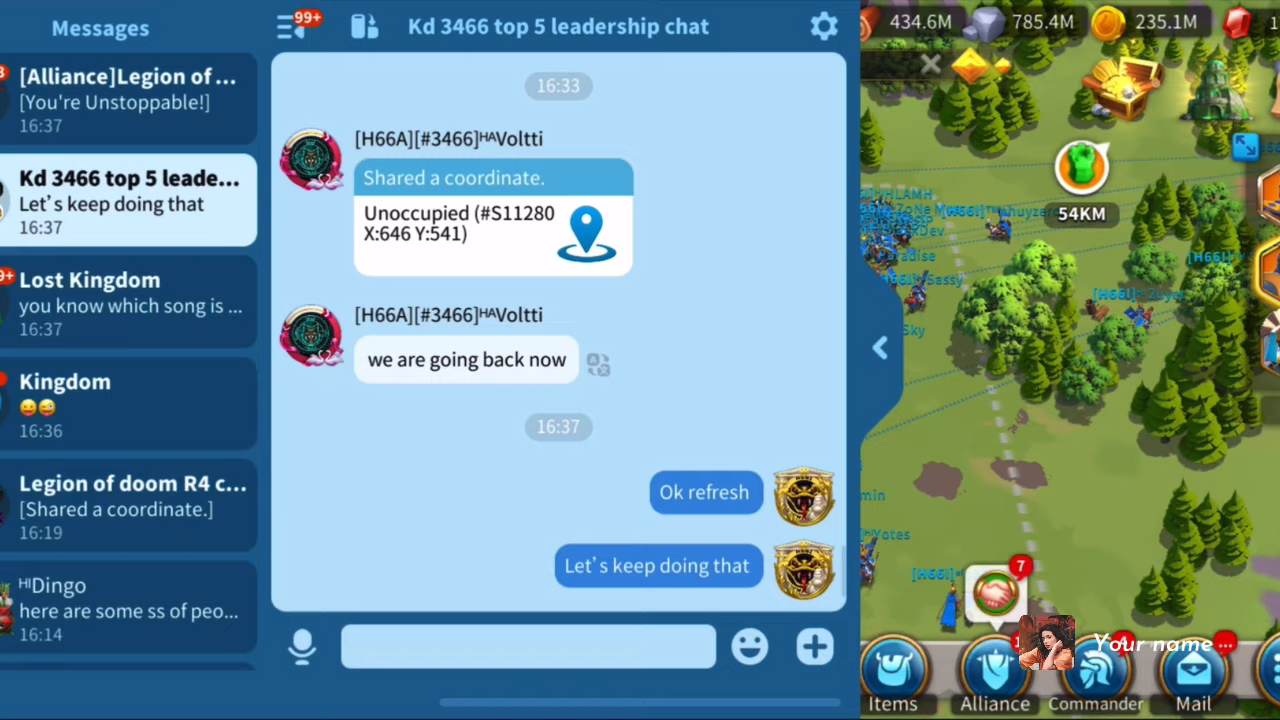 Messages
99+
Kd 3466 top 5 leadership chat
[Alliance]Legion of ...
[You're Unstoppable!]
16:37
Kd 3466 top 5 leade...
Let's keep doing that
16:37
Lost Kingdom
you know which song is ...
16:37
Kingdom
16:36
Legion of doom R4 c...
[Shared a coordinate.]
16:19
ᴴᴵDingo
here are some ss of peo...
16:14
16:33
[H66A][#3466]ᴴᴬVoltti
Shared a coordinate.
Unoccupied (#S11280
X:646 Y:541)
[H66A][#3466]ᴴᴬVoltti
we are going back now
16:37
Ok refresh
Let's keep doing that
434.6M
785.4M
235.1M
54KM
Sassy
Sky
Votes
7
Your name
Items
Alliance
Commander
Mail